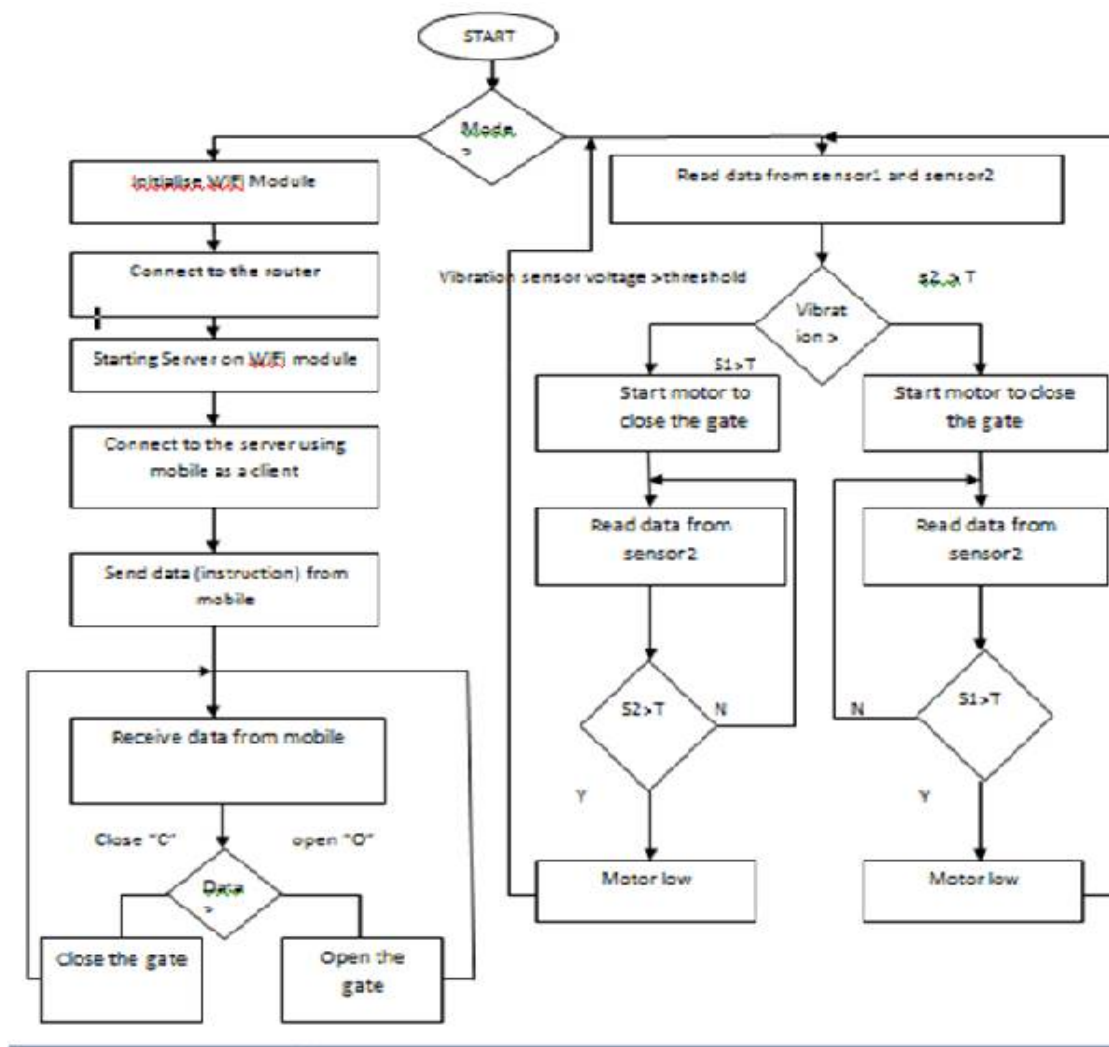 START
Mode
>
Initialise WiFi Module
Connect to the router
Starting Server on WiFi module
Connect to the server using
mobile as a client
Send data (instruction) from
mobile
Receive data from mobile
Close "C"
open "O"
Data
>
Close the gate
Open the
gate
Read data from sensor1 and sensor2
Vibration sensor voltage >threshold
s2 > T
Vibrat
ion >
S1>T
Start motor to
close the gate
Read data from
sensor2
S2>T
N
Y
Motor low
Start motor to close
the gate
Read data from
sensor2
S1>T
N
Y
Motor low